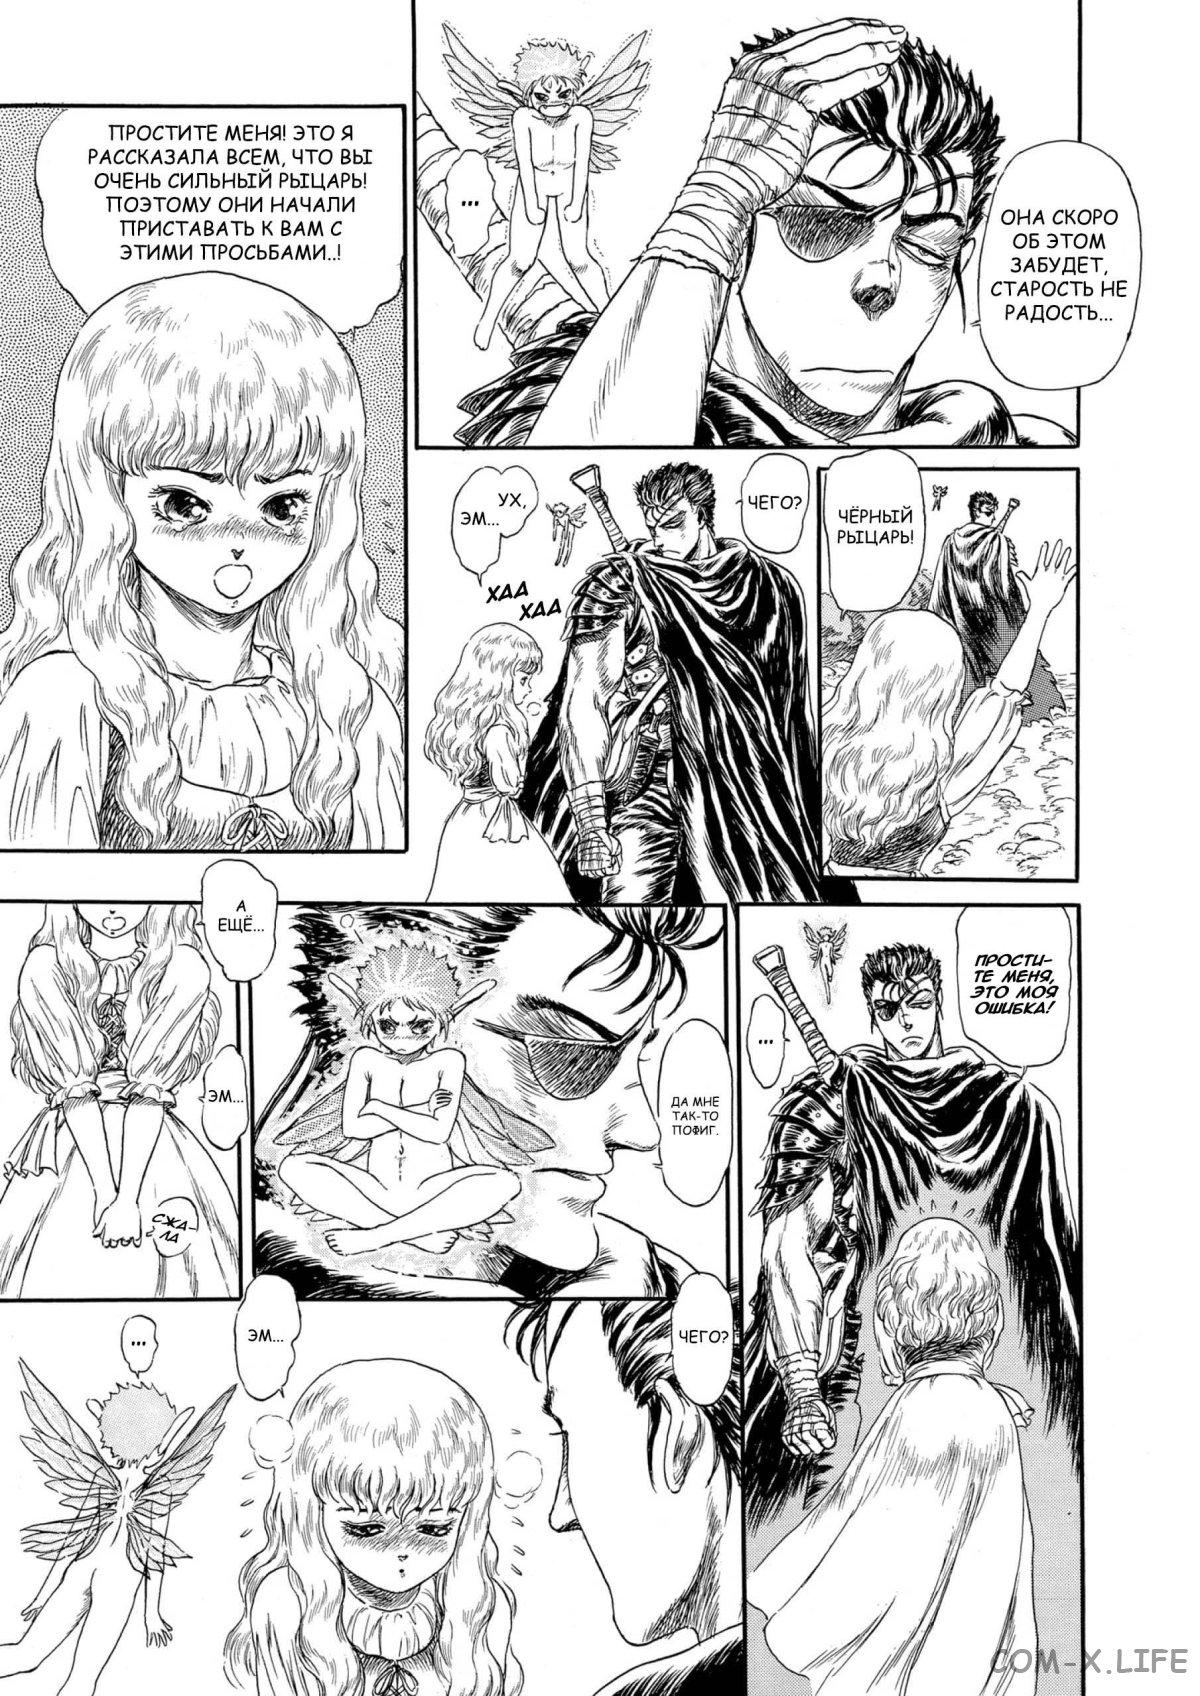 ОНА СКОРО
ОБ ЭТОМ
ЗАБУДЕТ,
СТАРОСТЬ НЕ
РАДОСТЬ...
...
ПРОСТИТЕ МЕНЯ! ЭТО Я
РАССКАЗАЛА ВСЕМ, ЧТО ВЫ
ОЧЕНЬ СИЛЬНЫЙ РЫЦАРЬ!
ПОЭТОМУ ОНИ НАЧАЛИ
ПРИСТАВАТЬ К ВАМ С
ЭТИМИ ПРОСЬБАМИ..!
ЧЁРНЫЙ
РЫЦАРЬ!
ЧЕГО?
УХ,
ЭМ...
ХАА
ХАА
ПРОСТИ-
ТЕ МЕНЯ,
ЭТО МОЯ
ОШИБКА!
...
ДА МНЕ
ТАК-ТО
ПОФИГ.
А
ЕЩЁ...
ЭМ...
СЖА-
ЛА
ЧЕГО?
ЭМ...
...
COM-X.LIFE